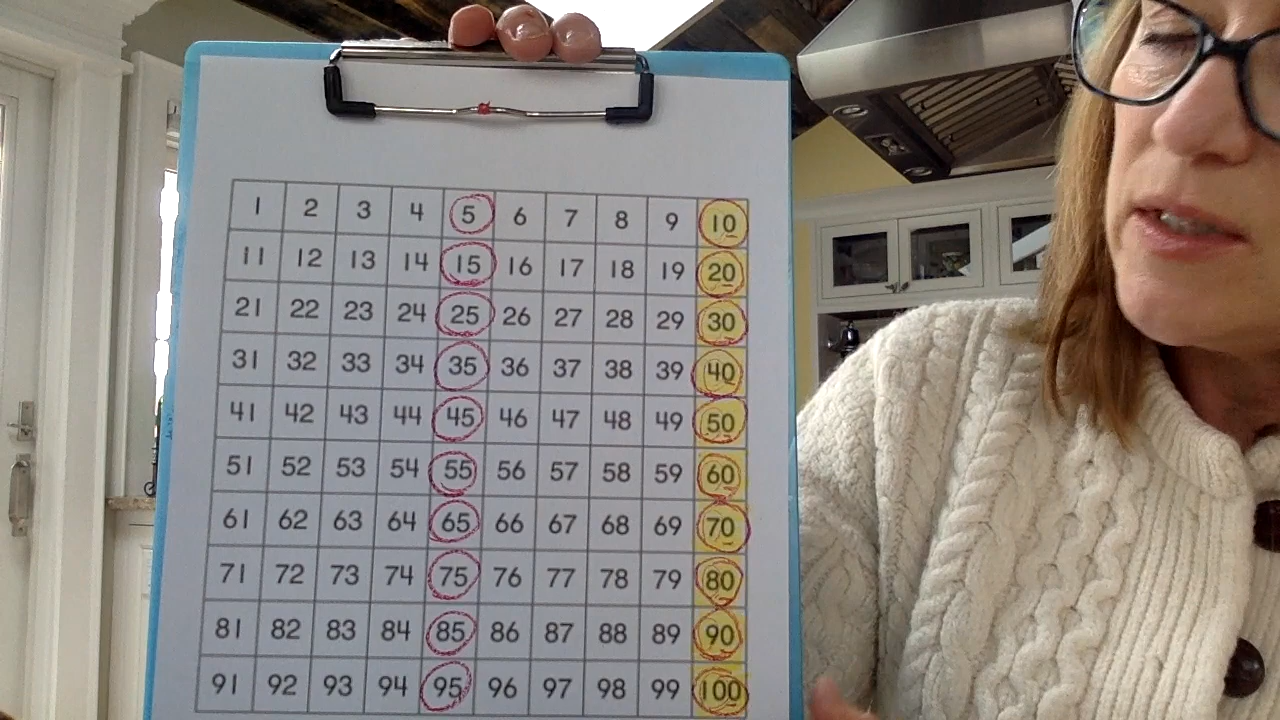 1 2 3 4 5 6 7 8 9 10
11 12 13 14 15 16 17 18 19 20
21 22 23 24 25 26 27 28 29 30
31 32 33 34 35 36 37 38 39 40
41 42 43 44 45 46 47 48 49 50
51 52 53 54 55 56 57 58 59 60
61 62 63 64 65 66 67 68 69 70
71 72 73 74 75 76 77 78 79 80
81 82 83 84 85 86 87 88 89 90
91 92 93 94 95 96 97 98 99 100